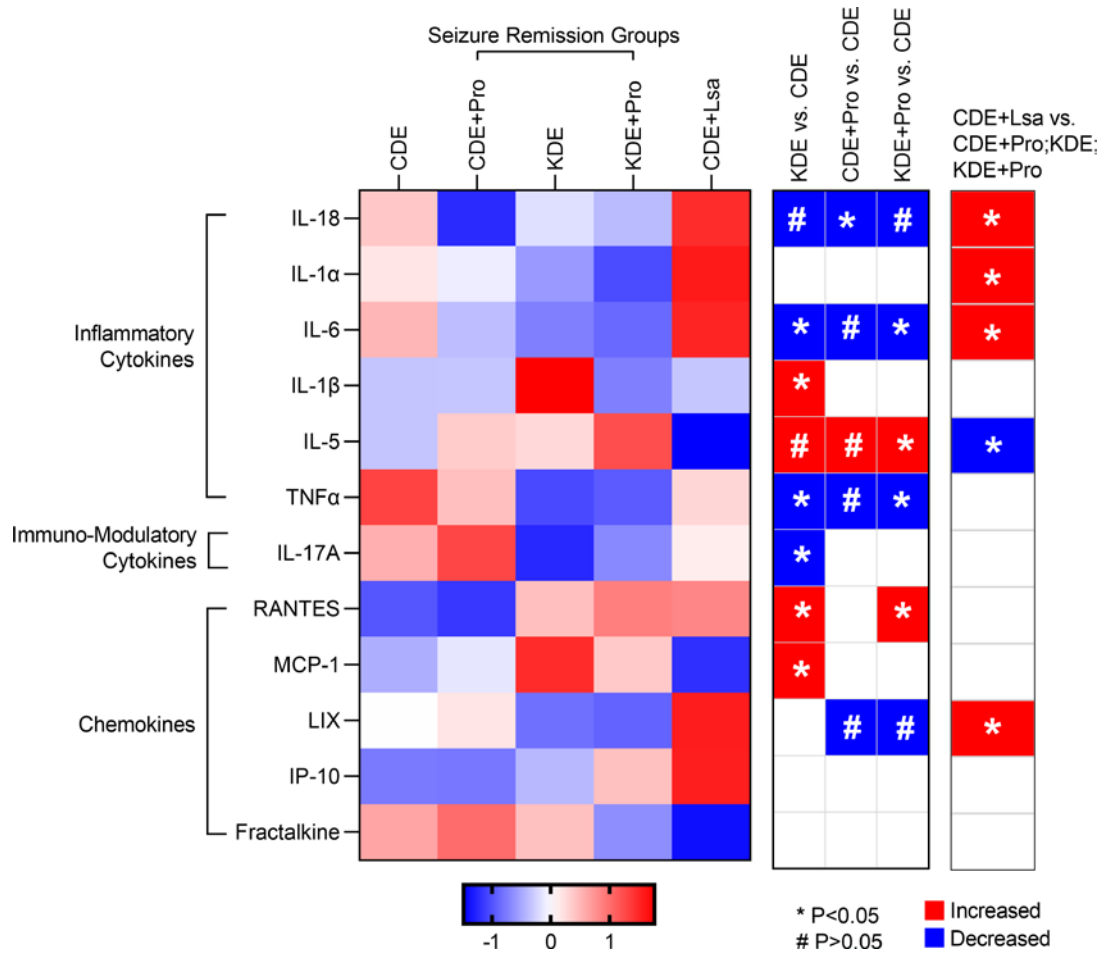 Seizure Remission Groups
CDE
CDE+Pro
KDE
KDE+Pro
CDE+Lsa
KDE vs. CDE
CDE+Pro vs. CDE
KDE+Pro vs. CDE
CDE+Lsa vs.
CDE+Pro;KDE;
KDE+Pro
Inflammatory
Cytokines
IL-18
# * # *
IL-1α
*
IL-6
* # * *
IL-1β
*
IL-5
# # * *
TNFα
* # *
Immuno-Modulatory
Cytokines
IL-17A
*
Chemokines
RANTES
* *
MCP-1
*
LIX
# # *
IP-10
Fractalkine
-1 0 1
* P<0.05
# P>0.05
Increased
Decreased